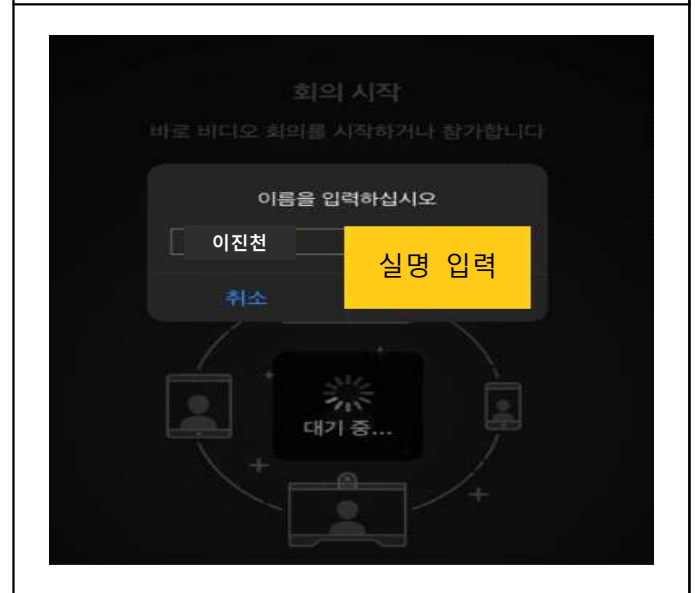 회의 시작
바로 비디오 회의를 시작하거나 참가합니다
이름을 입력하십시오
이진천
실명 입력
취소
대기 중...